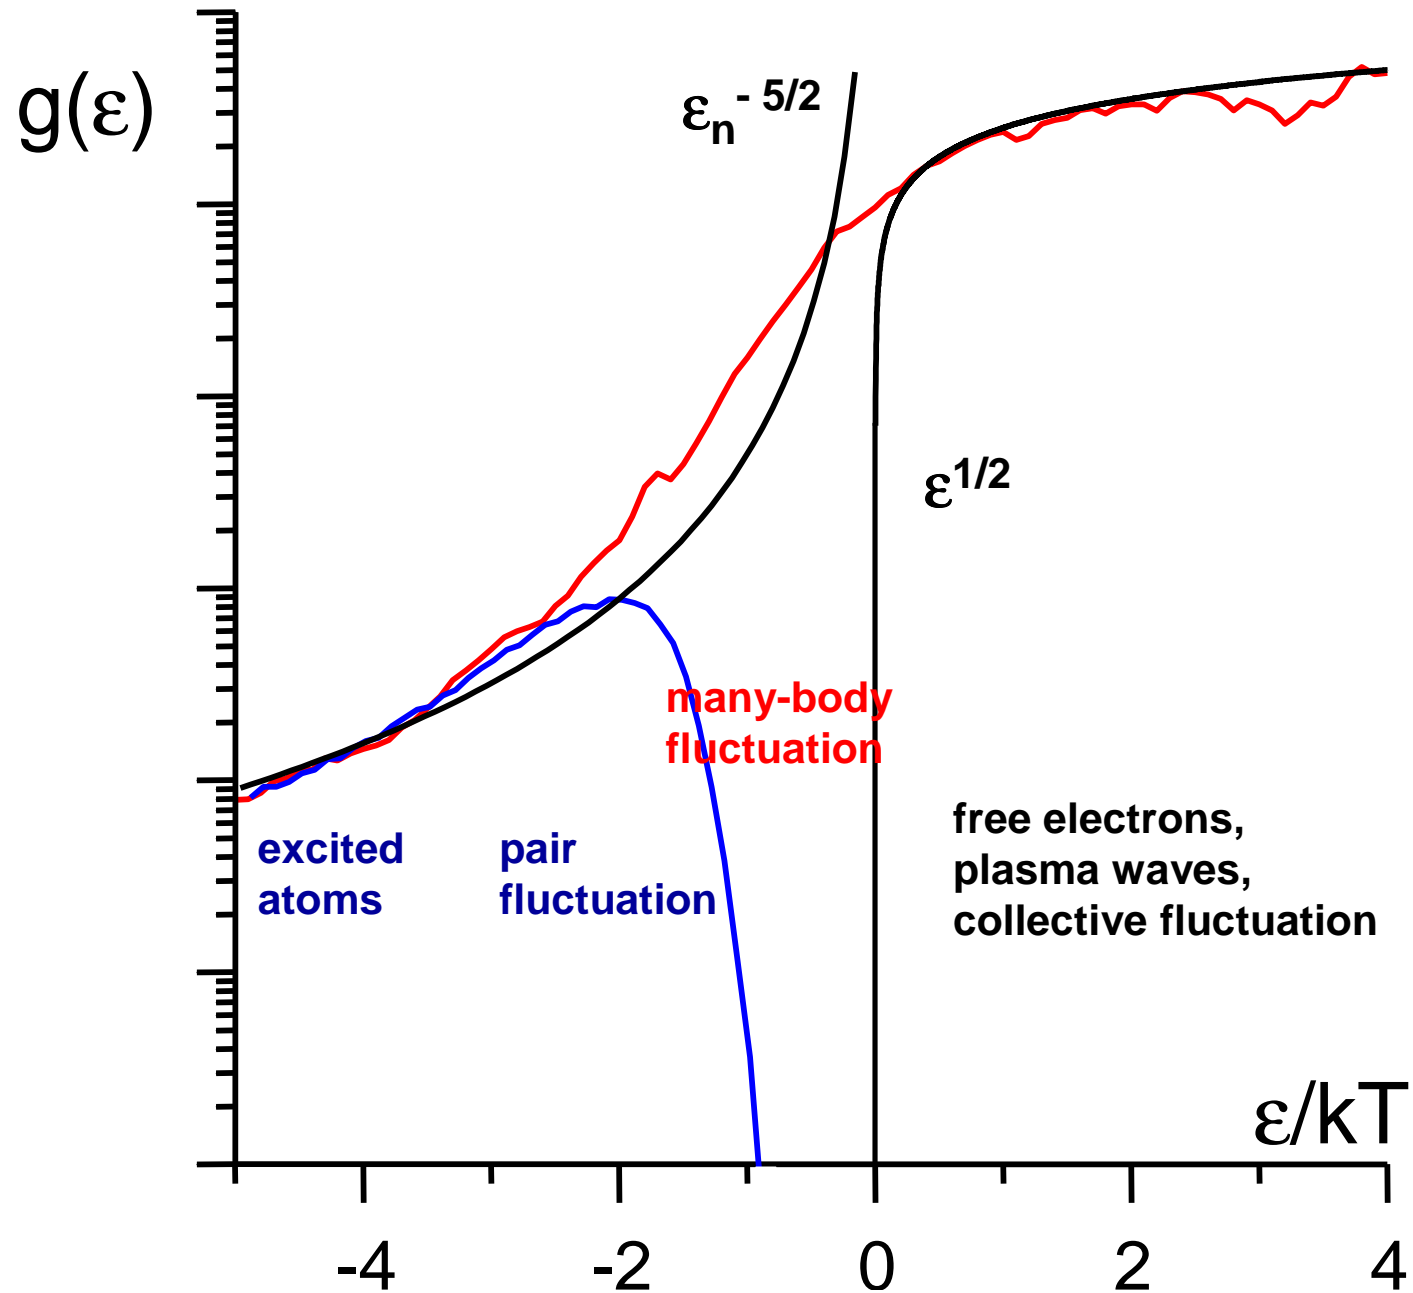 g(ε)
εn - 5/2
ε1/2
many-body
fluctuation
excited
atoms
pair
fluctuation
free electrons,
plasma waves,
collective fluctuation
ε/kT
-4 -2 0 2 4